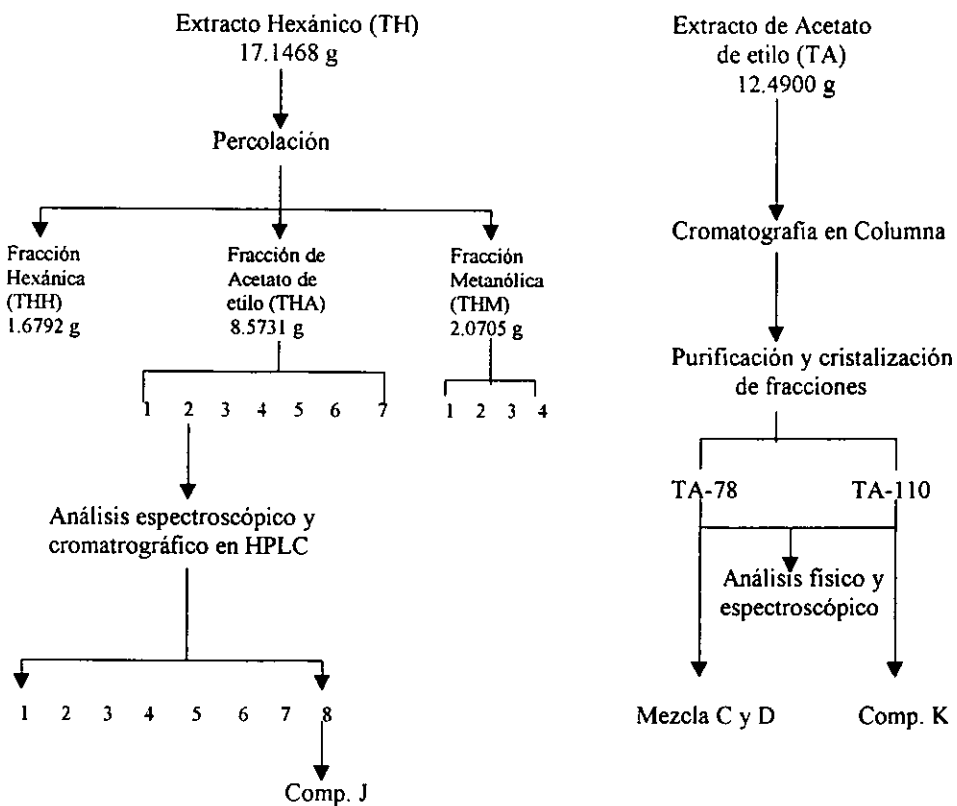 Extracto Hexánico (TH)
17.1468 g
Percolación
Fracción
Hexánica
(THH)
1.6792 g
Fracción de
Acetato de
etilo (THA)
8.5731 g
Fracción
Metanólica
(THM)
2.0705 g
1 2 3 4 5 6 7
1 2 3 4
Análisis espectroscópico y
cromatrográfico en HPLC
1 2 3 4 5 6 7 8
Comp. J
Extracto de Acetato
de etilo (TA)
12.4900 g
Cromatografía en Columna
Purificación y cristalización
de fracciones
TA-78 TA-110
Análisis físico y
espectroscópico
Mezcla C y D Comp. K